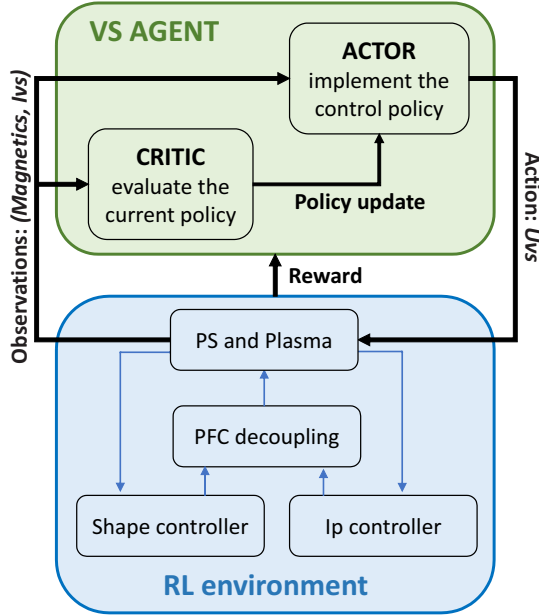 VS AGENT
ACTOR
implement the
control policy
CRITIC
evaluate the
current policy
Policy update
Observations: (Magnetics, Ivs)
Action: Uvs
Reward
PS and Plasma
PFC decoupling
Shape controller
Ip controller
RL environment